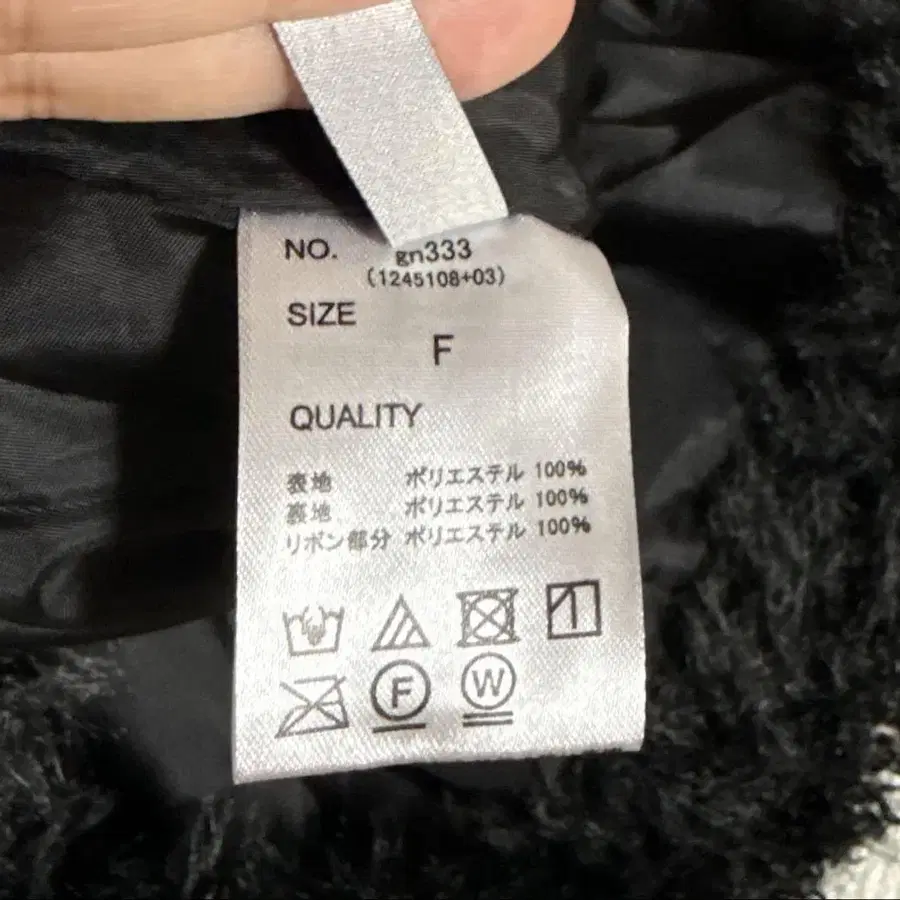 NO. gn333
(1245108+03)
SIZE
F
QUALITY
表地 ポリエステル 100%
裏地 ポリエステル 100%
リボン部分 ポリエステル 100%
F W